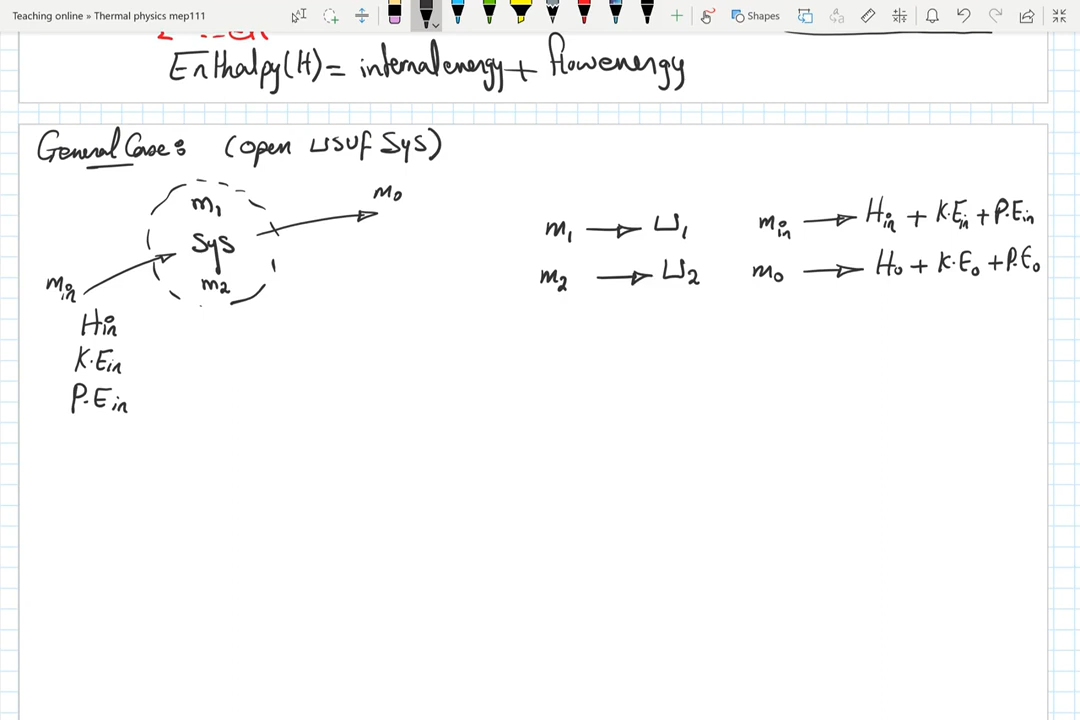 Teaching online » Thermal physics mep111
Shapes
Enthalpy(H) = internal energy + flow energy
General Case: (open USUF Sys)
m1
Sys
m2
mo
min
Hin
K.Ein
P.Ein
m1 → U1
m2 → U2
min → Hin + K.Ein + P.Ein
mo → Ho + K.Eo + P.Eo